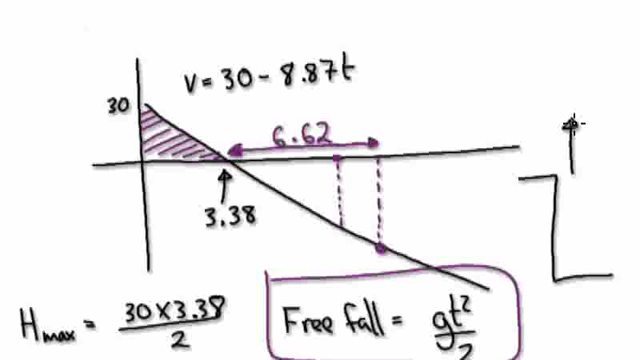 v = 30 - 8.87t
30
6.62
3.38
Hmax = 30 x 3.38 / 2
Free fall = gt² / 2